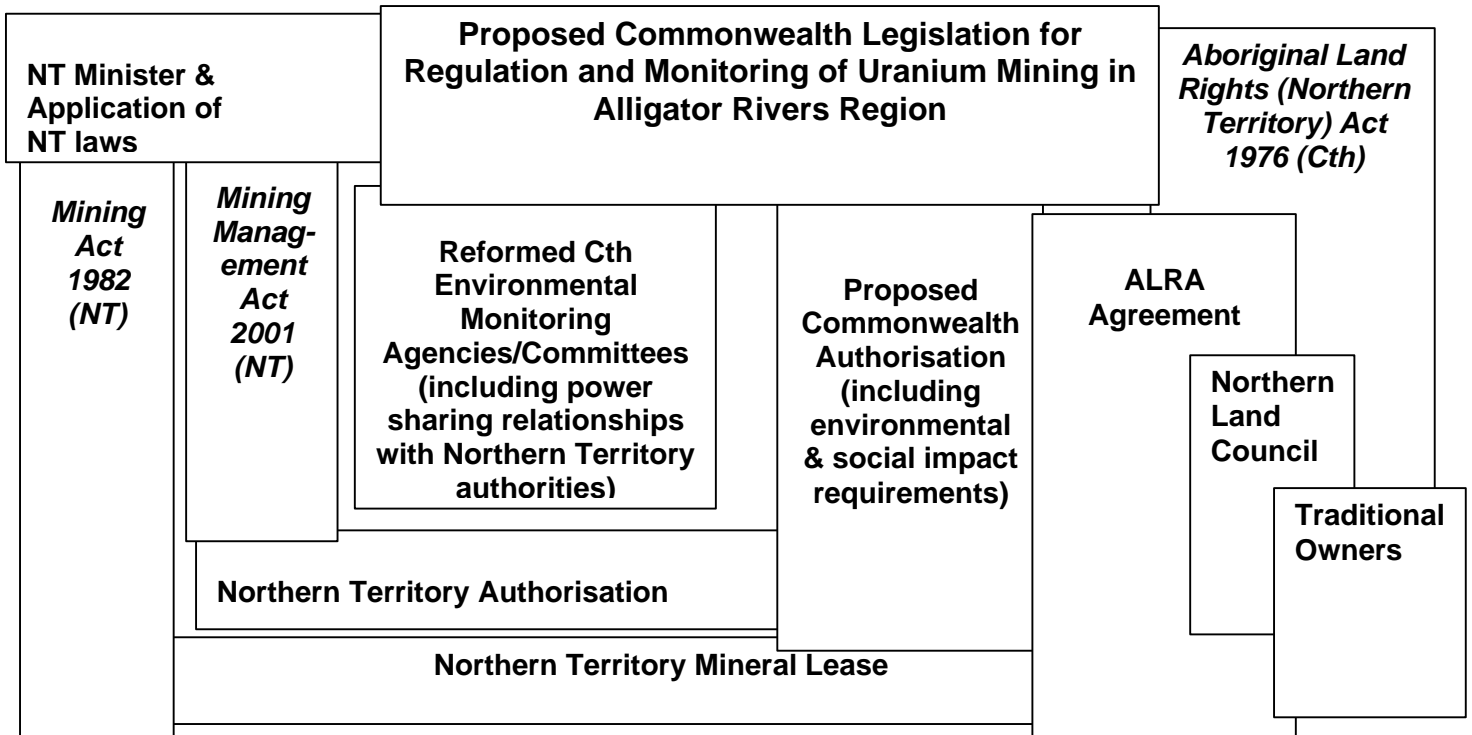 Proposed Commonwealth Legislation for
Regulation and Monitoring of Uranium Mining in
Alligator Rivers Region
NT Minister &
Application of
NT laws
Aboriginal Land
Rights (Northern
Territory) Act
1976 (Cth)
Mining
Act
1982
(NT)
Mining
Manag-
ement
Act
2001
(NT)
Reformed Cth
Environmental
Monitoring
Agencies/Committees
(including power
sharing relationships
with Northern Territory
authorities)
Proposed
Commonwealth
Authorisation
(including
environmental
& social impact
requirements)
ALRA
Agreement
Northern
Land
Council
Traditional
Owners
Northern Territory Authorisation
Northern Territory Mineral Lease